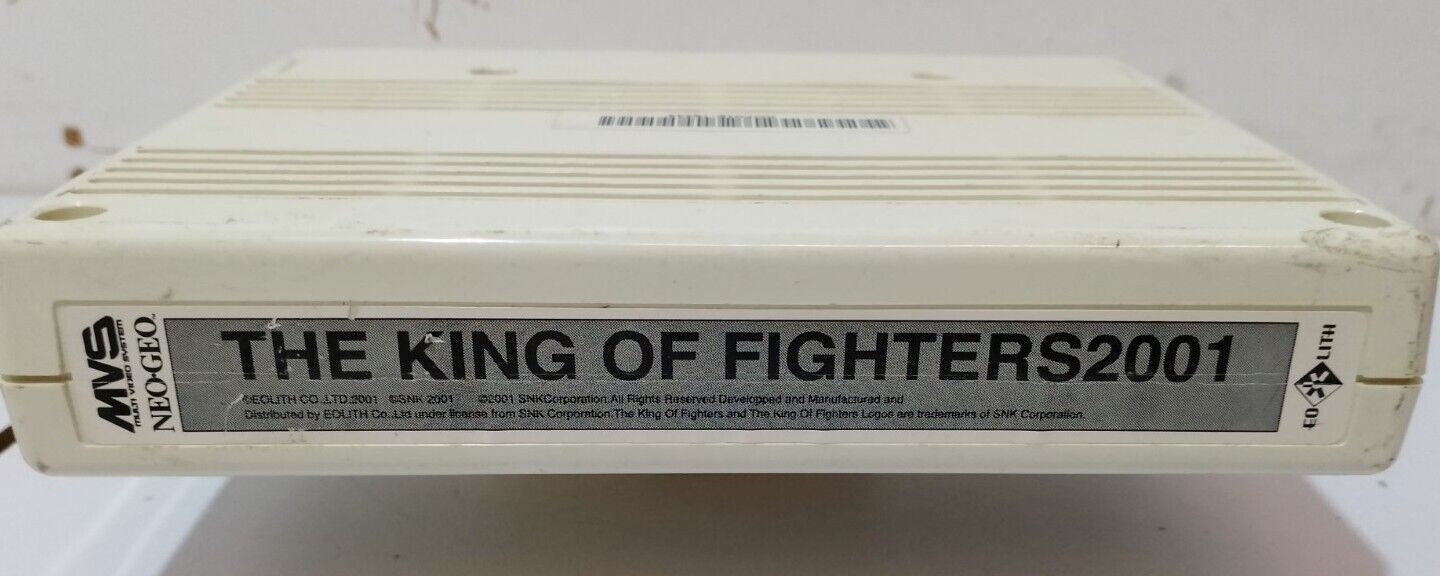 MVS
MULTI VIDEO SYSTEM
NEO•GEO™
THE KING OF FIGHTERS2001
©EOLITH CO.,LTD.2001 ©SNK 2001 ©2001 SNKCorporation.All Rights Reserved Developped and Manufactured and
Distributed by EOLITH Co.,Ltd under license from SNK Corporation.The King Of Fighters and The King Of Fighters Logos are trademarks of SNK Corporation.
EO LITH